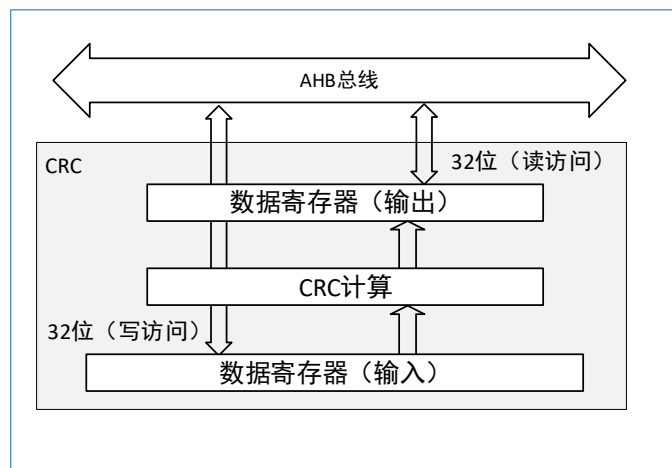 AHB总线
CRC
32位（读访问）
数据寄存器（输出）
CRC计算
32位（写访问）
数据寄存器（输入）